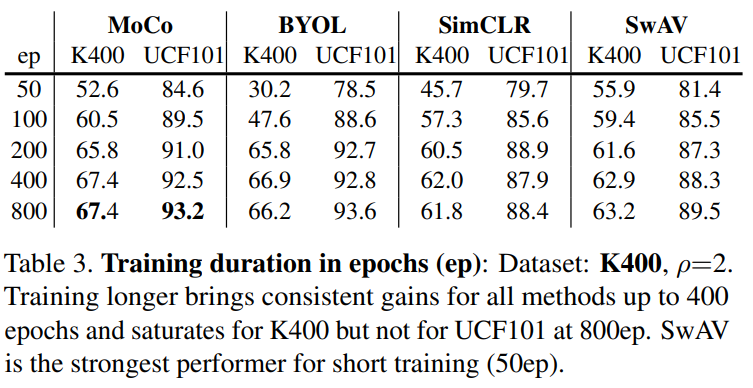 MoCo BYOL SimCLR SwAV
ep K400 UCF101 K400 UCF101 K400 UCF101 K400 UCF101
50 52.6 84.6 30.2 78.5 45.7 79.7 55.9 81.4
100 60.5 89.5 47.6 88.6 57.3 85.6 59.4 85.5
200 65.8 91.0 65.8 92.7 60.5 88.9 61.6 87.3
400 67.4 92.5 66.9 92.8 62.0 87.9 62.9 88.3
800 67.4 93.2 66.2 93.6 61.8 88.4 63.2 89.5
Table 3. Training duration in epochs (ep): Dataset: K400, ρ=2.
Training longer brings consistent gains for all methods up to 400
epochs and saturates for K400 but not for UCF101 at 800ep. SwAV
is the strongest performer for short training (50ep).